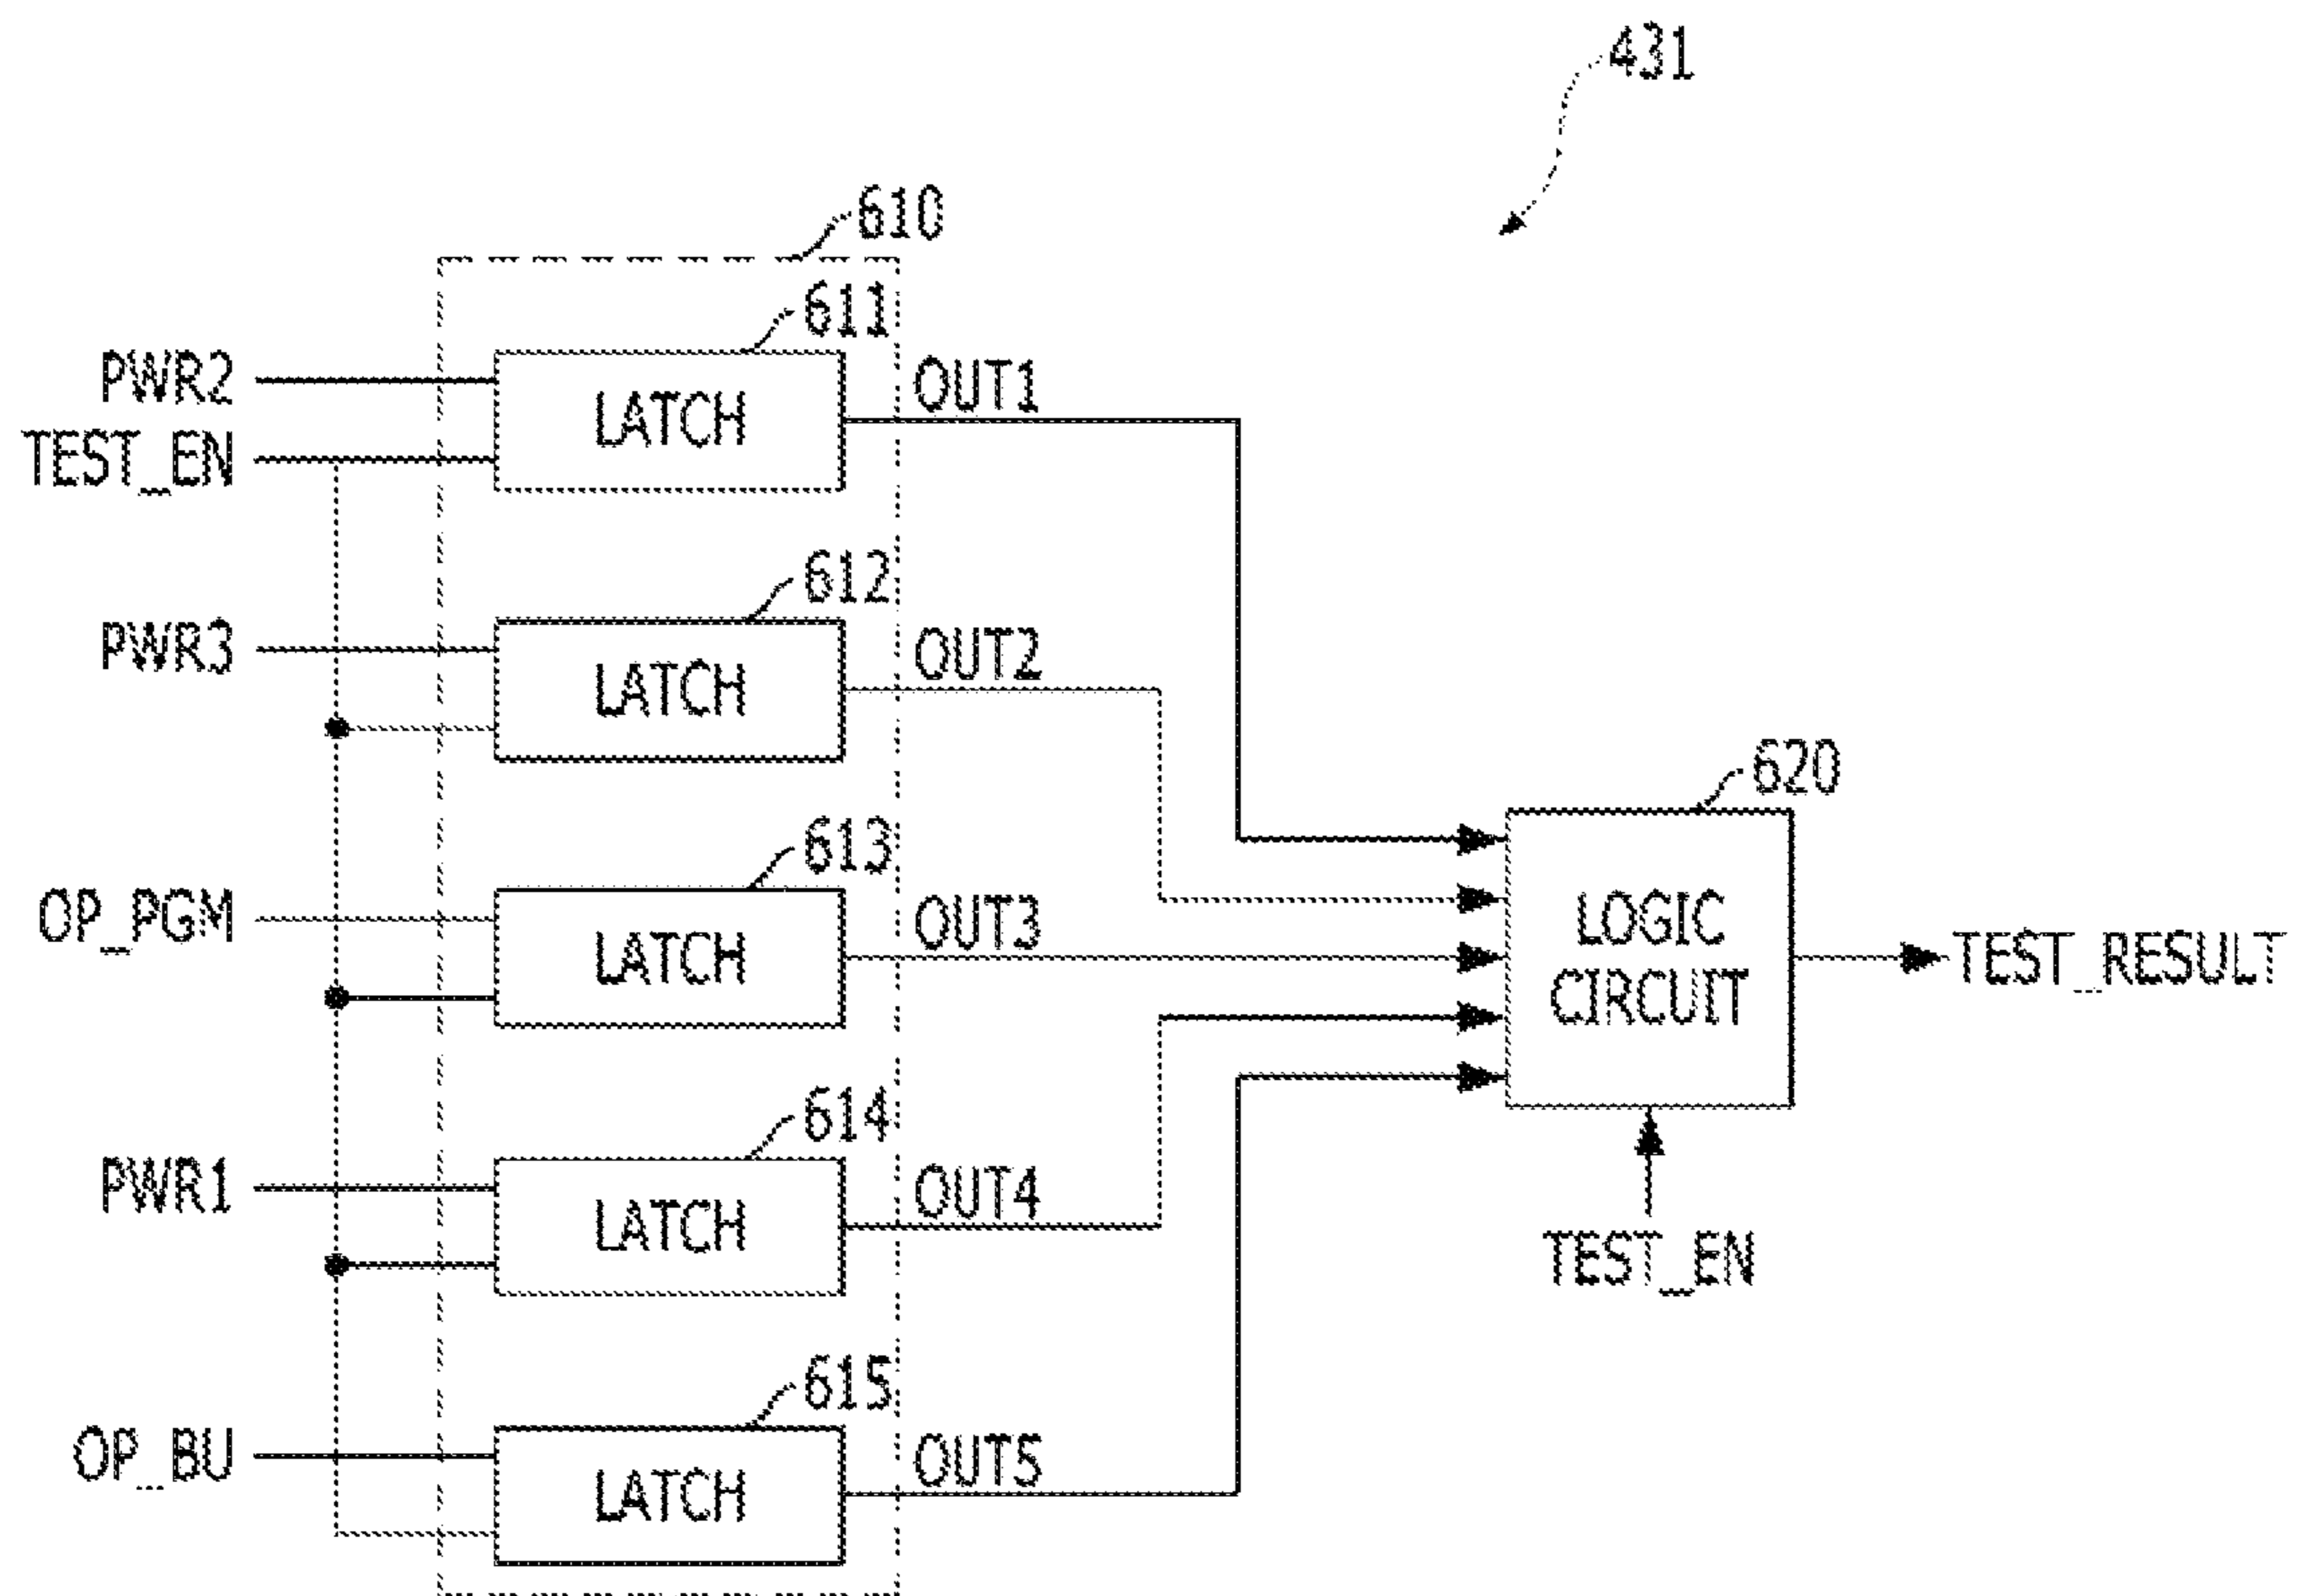 431
610
611
PWR2
TEST_EN
LATCH
OUT1
612
PWR3
LATCH
OUT2
613
OP_PGM
LATCH
OUT3
614
PWR1
LATCH
OUT4
615
OP_BU
LATCH
OUT5
620
LOGIC
CIRCUIT
TEST_RESULT
TEST_EN